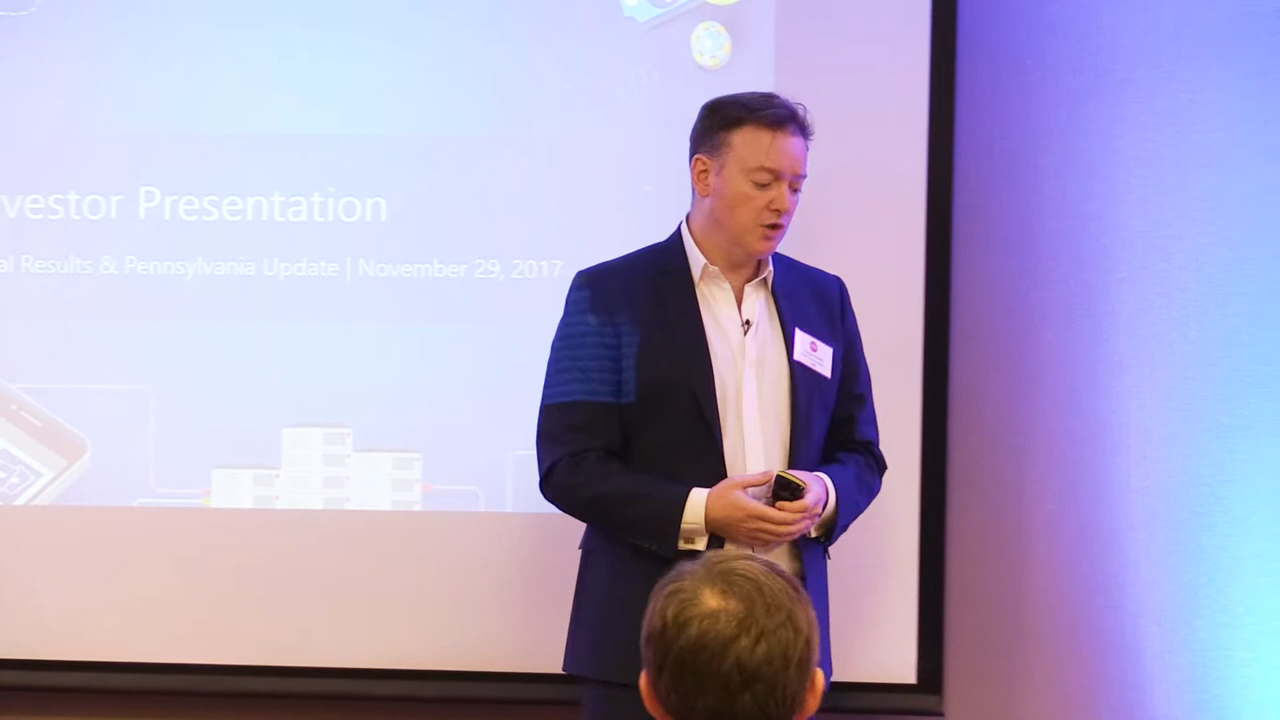 vestor Presentation
al Results & Pennsylvania Update | November 29, 2017